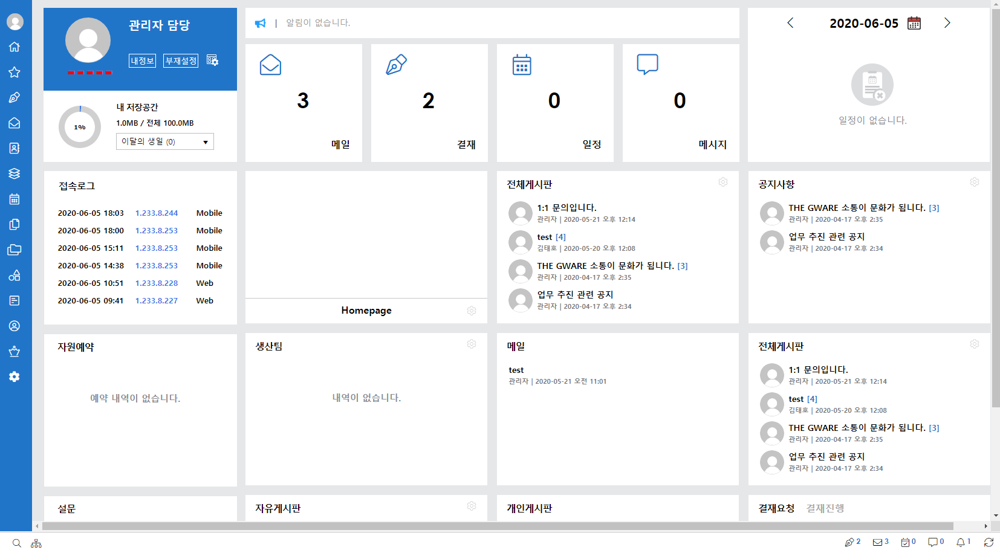 관리자 담당
내정보 부재설정
1%
내 저장공간
1.0MB / 전체 100.0MB
이달의 생일 (0)
| 알림이 없습니다.
3
메일
2
결재
0
일정
0
메시지
2020-06-05
일정이 없습니다.
접속로그
2020-06-05 18:03 1.233.8.244 Mobile
2020-06-05 18:00 1.233.8.253 Mobile
2020-06-05 15:11 1.233.8.253 Mobile
2020-06-05 14:38 1.233.8.253 Mobile
2020-06-05 10:51 1.233.8.228 Web
2020-06-05 09:41 1.233.8.227 Web
Homepage
전체게시판
1:1 문의입니다.
관리자 | 2020-05-21 오후 12:14
test [4]
김태호 | 2020-05-20 오후 12:08
THE GWARE 소통이 문화가 됩니다. [3]
관리자 | 2020-04-17 오후 2:35
업무 추진 관련 공지
관리자 | 2020-04-17 오후 2:34
공지사항
THE GWARE 소통이 문화가 됩니다. [3]
관리자 | 2020-04-17 오후 2:35
업무 추진 관련 공지
관리자 | 2020-04-17 오후 2:34
자원예약
예약 내역이 없습니다.
생산팀
내역이 없습니다.
메일
test
관리자 | 2020-05-21 오전 11:01
전체게시판
1:1 문의입니다.
관리자 | 2020-05-21 오후 12:14
test [4]
김태호 | 2020-05-20 오후 12:08
THE GWARE 소통이 문화가 됩니다. [3]
관리자 | 2020-04-17 오후 2:35
업무 추진 관련 공지
관리자 | 2020-04-17 오후 2:34
설문
자유게시판
개인게시판
결재요청 결재진행
2 3 0 0 1